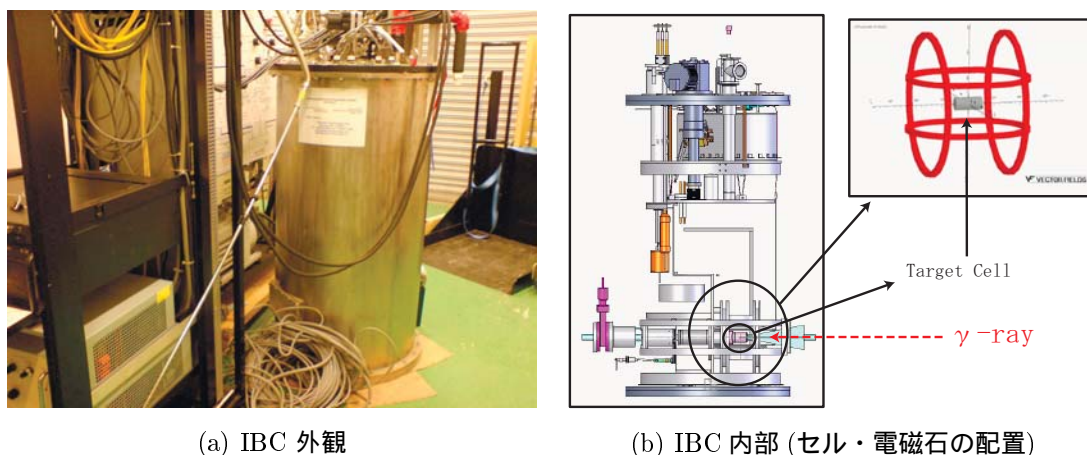 VECTOR FIELDS
Target Cell
γ-ray
(a) IBC 外観
(b) IBC 内部 (セル・電磁石の配置)